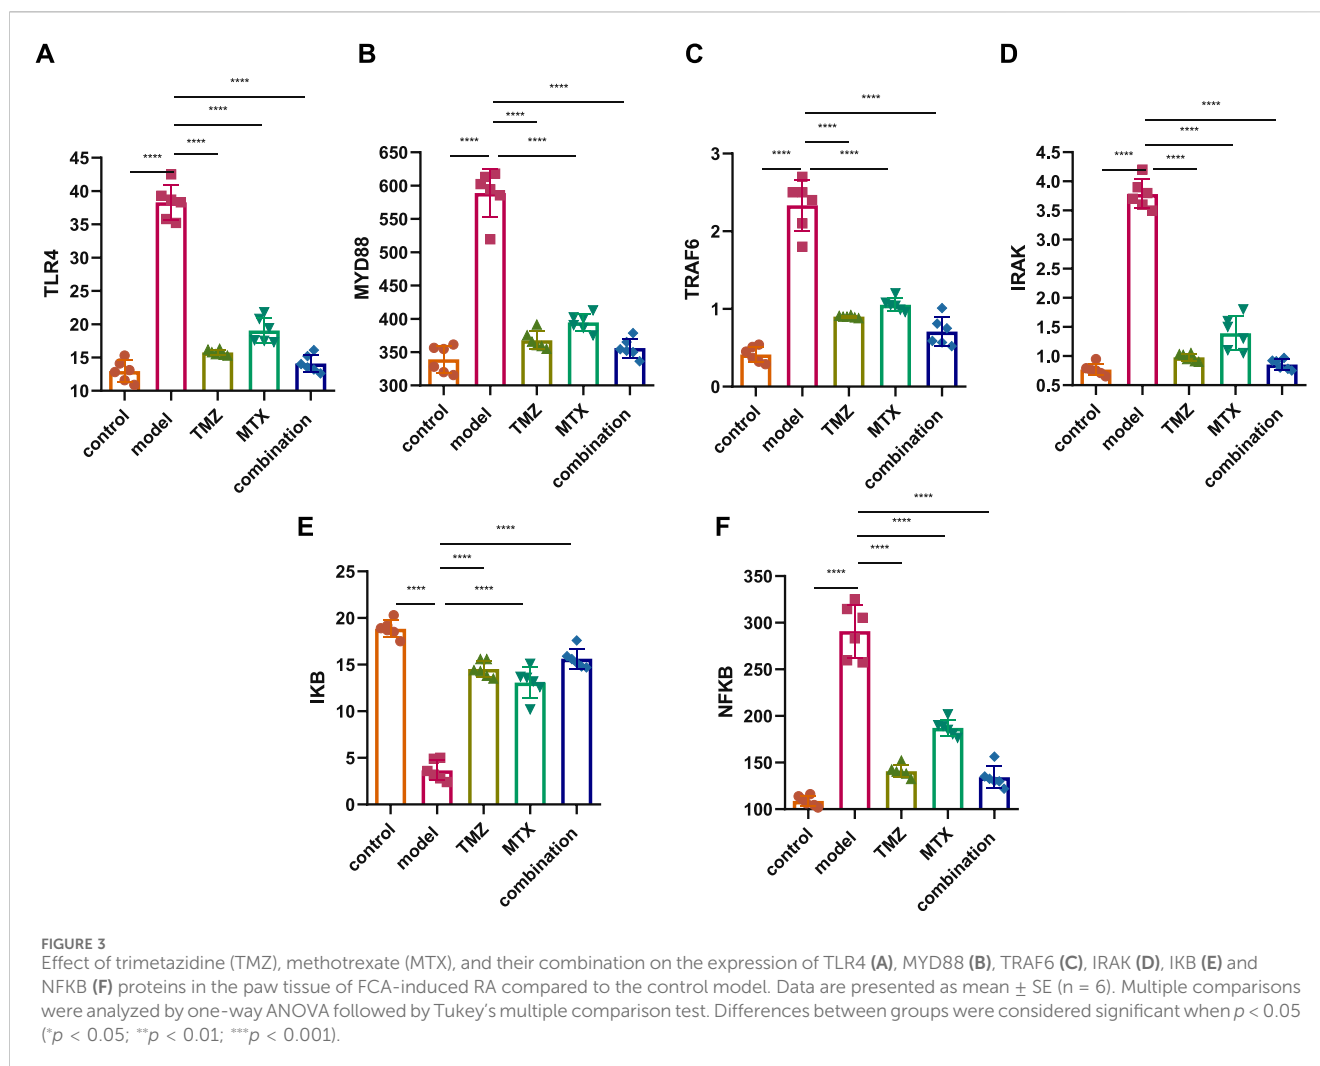 A
B
C
D
****
****
****
****
TLR4
45
40
35
30
25
20
15
10
control
model
TMZ
MTX
combination
****
****
****
****
MYD88
650
600
550
500
450
400
350
300
control
model
TMZ
MTX
combination
****
****
****
****
TRAF6
3
2
1
0
control
model
TMZ
MTX
combination
****
****
****
****
IRAK
4.5
4.0
3.5
3.0
2.5
2.0
1.5
1.0
0.5
control
model
TMZ
MTX
combination
E
****
****
****
****
IKB
25
20
15
10
5
0
control
model
TMZ
MTX
combination
F
****
****
****
****
NFKB
350
300
250
200
150
100
control
model
TMZ
MTX
combination
FIGURE 3
Effect of trimetazidine (TMZ), methotrexate (MTX), and their combination on the expression of TLR4 (A), MYD88 (B), TRAF6 (C), IRAK (D), IKB (E) and
NFKB (F) proteins in the paw tissue of FCA-induced RA compared to the control model. Data are presented as mean ± SE (n = 6). Multiple comparisons
were analyzed by one-way ANOVA followed by Tukey's multiple comparison test. Differences between groups were considered significant when p < 0.05
(*p < 0.05; **p < 0.01; ***p < 0.001).